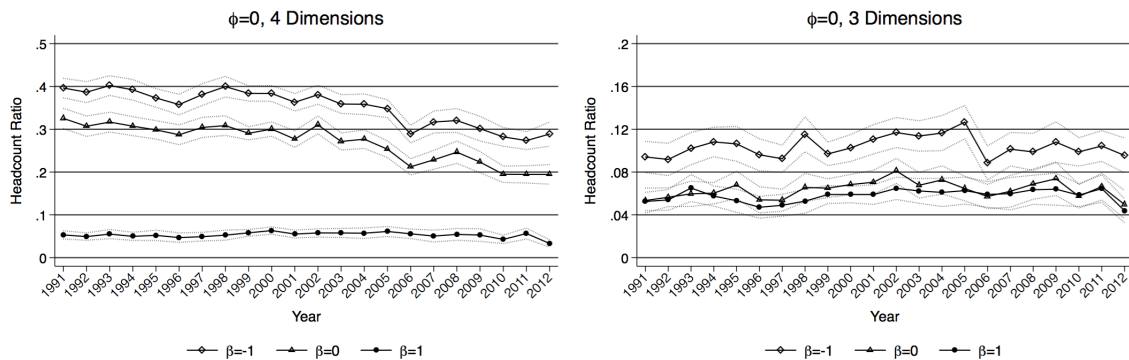 ϕ=0, 4 Dimensions
Headcount Ratio
.5
.4
.3
.2
.1
0
1991 1992 1993 1994 1995 1996 1997 1998 1999 2000 2001 2002 2003 2004 2005 2006 2007 2008 2009 2010 2011 2012
Year
β=-1 β=0 β=1
ϕ=0, 3 Dimensions
Headcount Ratio
.2
.16
.12
.08
.04
0
1991 1992 1993 1994 1995 1996 1997 1998 1999 2000 2001 2002 2003 2004 2005 2006 2007 2008 2009 2010 2011 2012
Year
β=-1 β=0 β=1